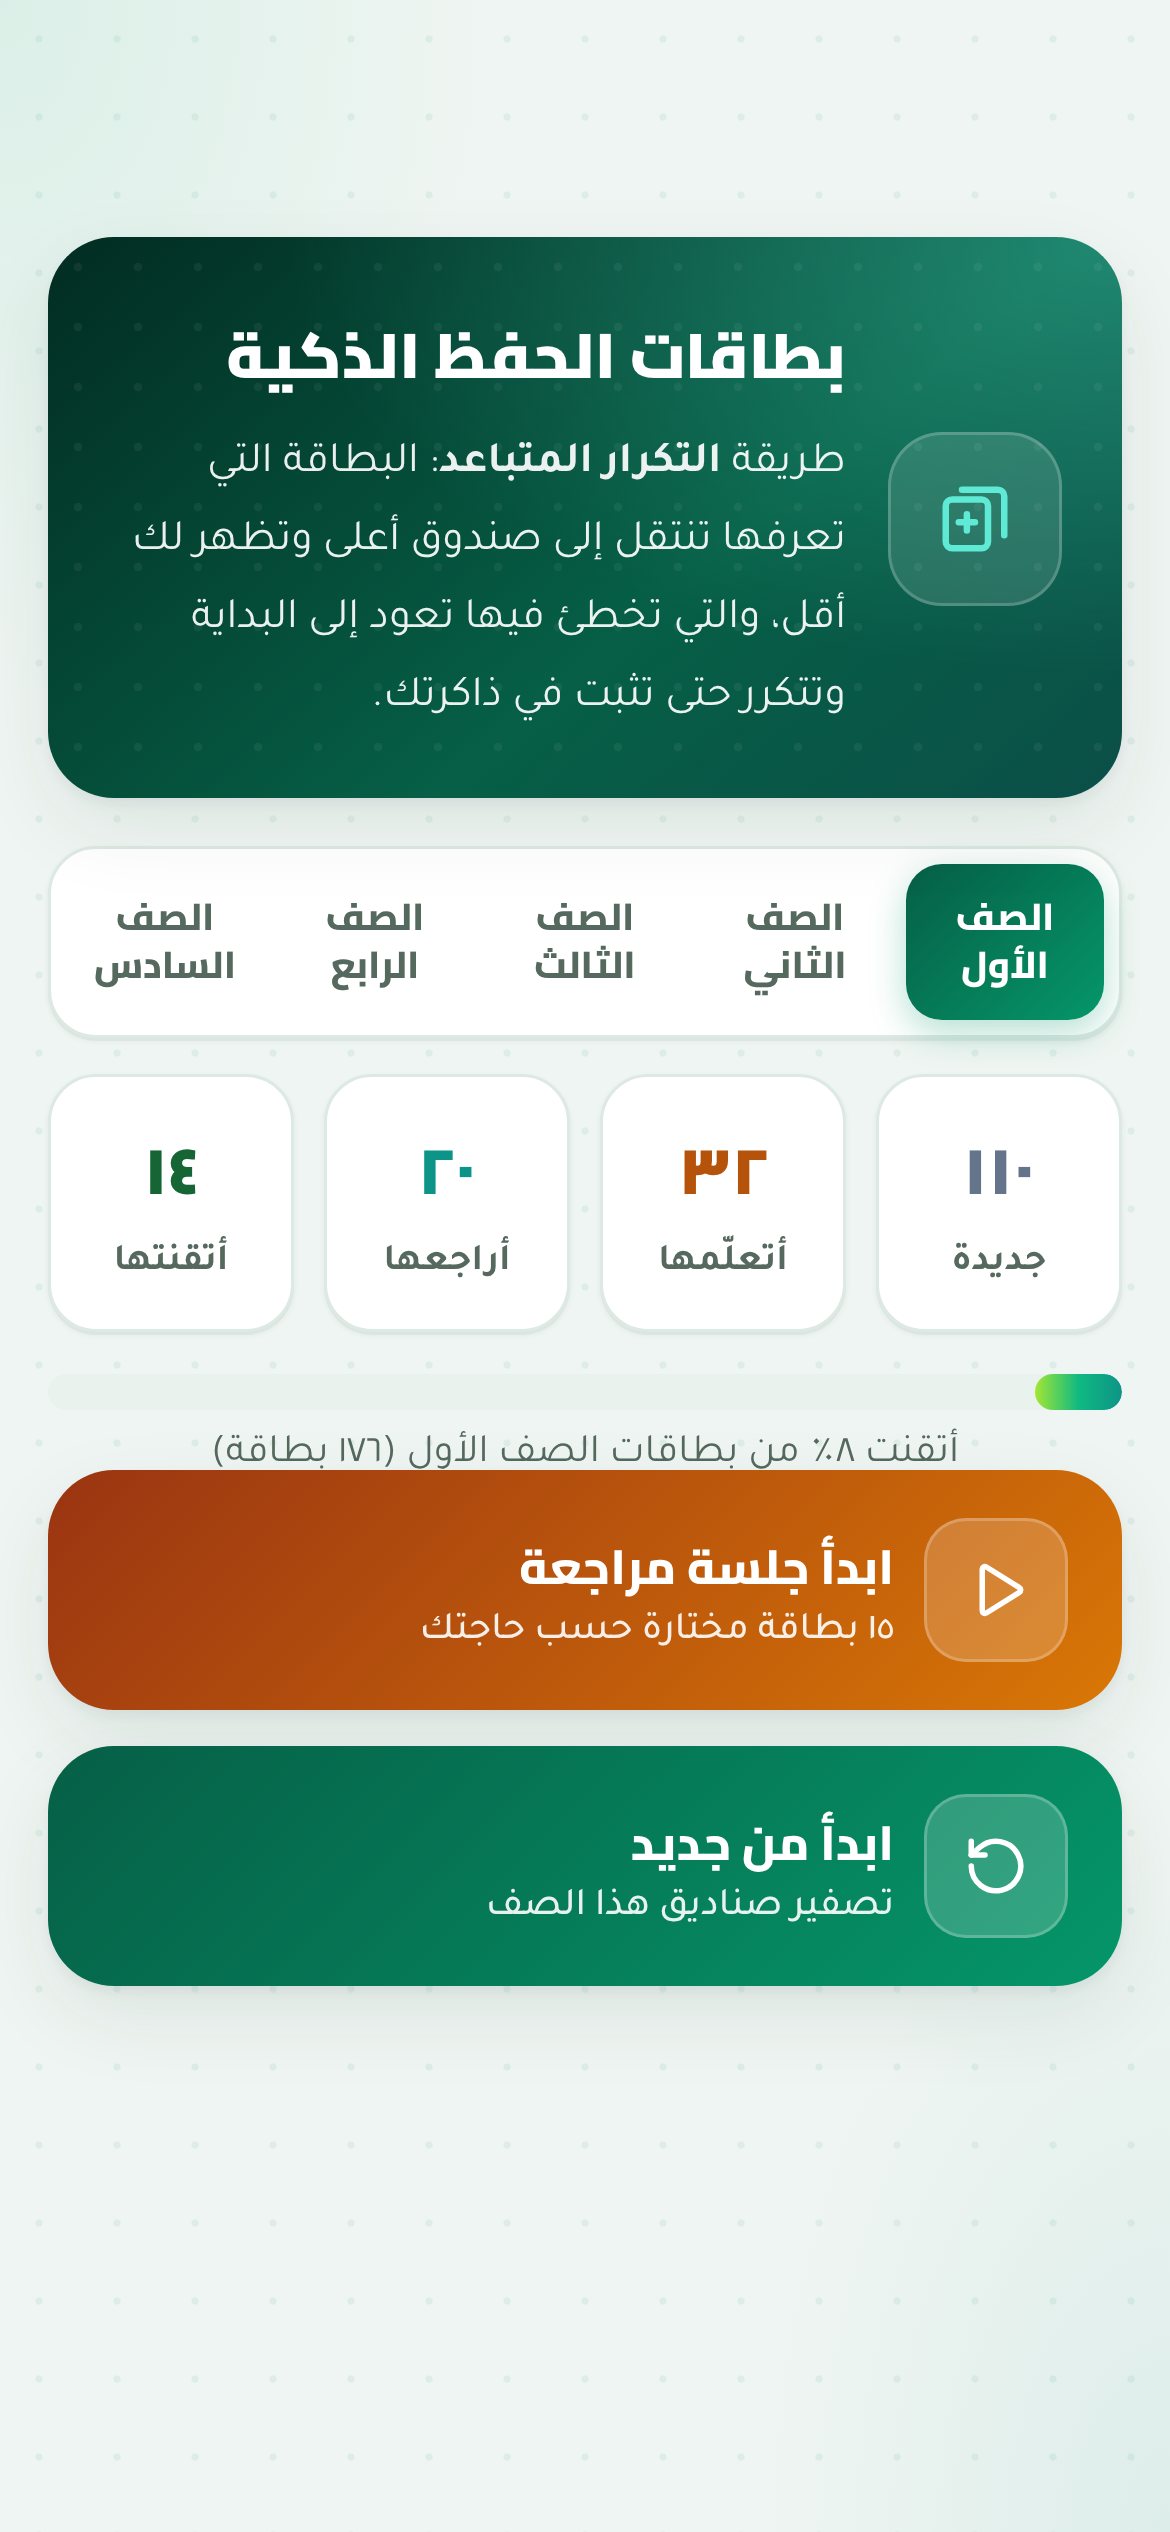 بطاقات الحفظ الذكية
طريقة التكرار المتباعد: البطاقة التي
تعرفها تنتقل إلى صندوق أعلى وتظهر لك
أقل، والتي تخطئ فيها تعود إلى البداية
وتتكرر حتى تثبت في ذاكرتك.
الصف الأول
الصف الثاني
الصف الثالث
الصف الرابع
الصف السادس
١١٠
جديدة
٣٢
أتعلّمها
٢٠
أراجعها
١٤
أتقنتها
أتقنت ٨٪ من بطاقات الصف الأول (١٧٦ بطاقة)
ابدأ جلسة مراجعة
١٥ بطاقة مختارة حسب حاجتك
ابدأ من جديد
تصفير صناديق هذا الصف